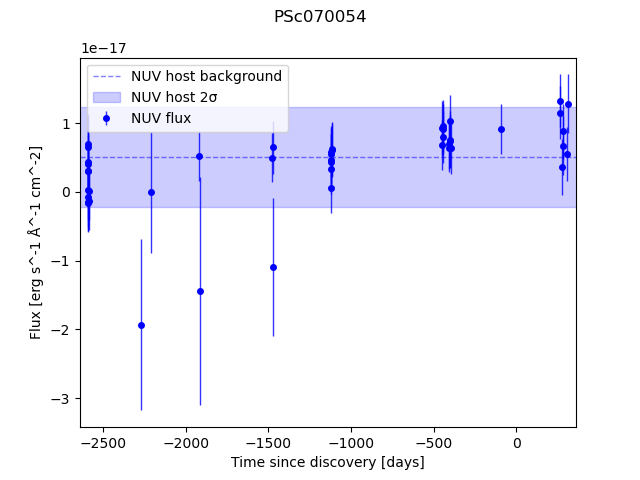 PSc070054
1e−17
NUV host background
NUV host 2σ
NUV flux
1
0
−1
−2
−3
Flux [erg s^-1 Å^-1 cm^-2]
−2500 −2000 −1500 −1000 −500 0
Time since discovery [days]